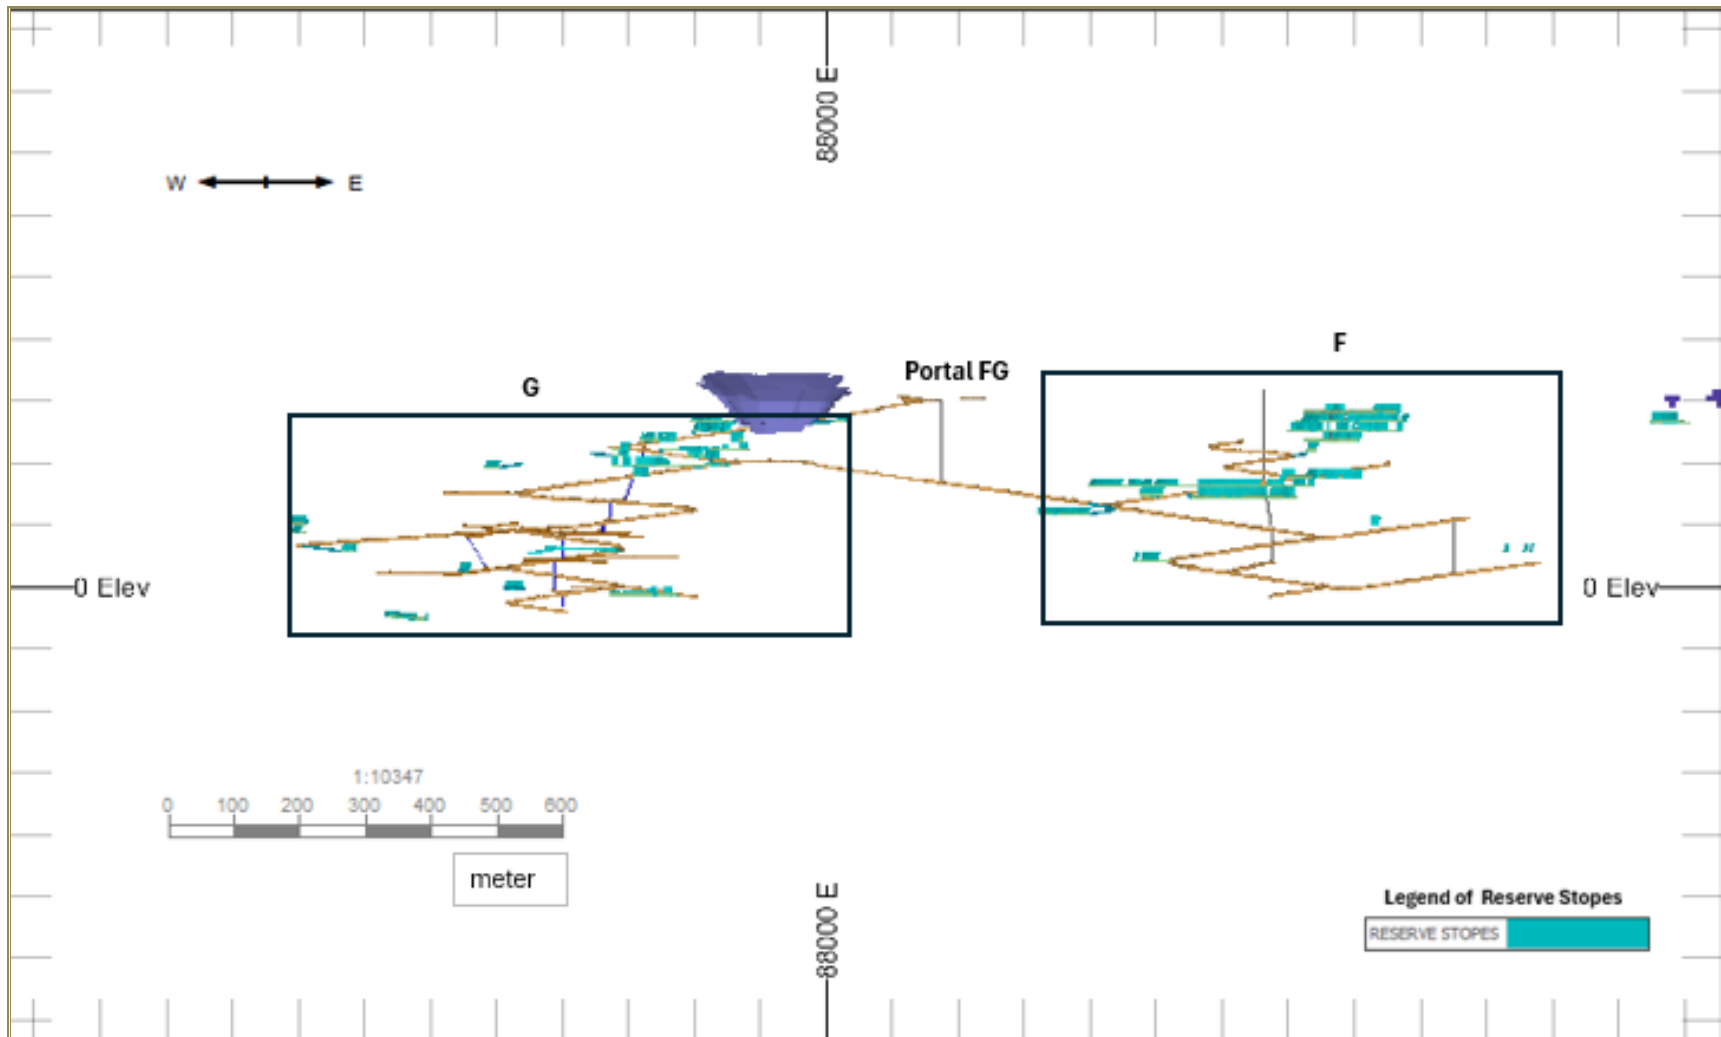 88000 E
W E
F
Portal FG
G
0 Elev
0 Elev
1:10347
0 100 200 300 400 500 600
meter
88000 E
Legend of Reserve Stopes
RESERVE STOPES